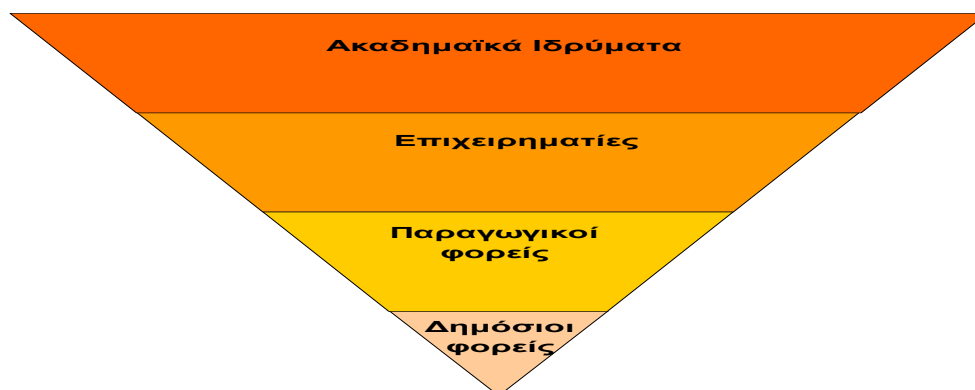 Ακαδημαϊκά Ιδρύματα
Επιχειρηματίες
Παραγωγικοί
φορείς
Δημόσιοι
φορείς